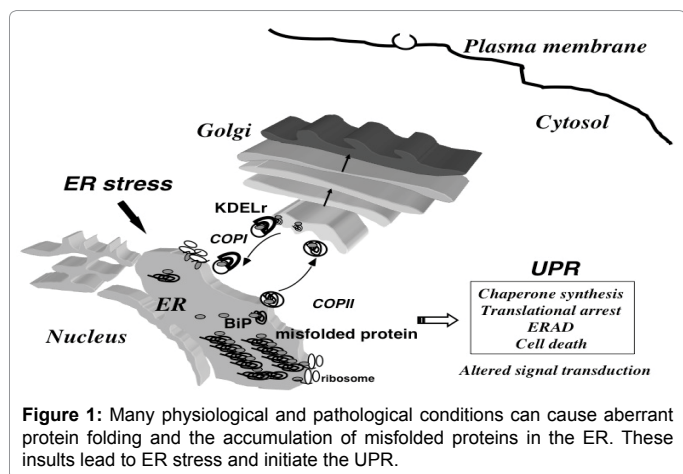 Plasma membrane
Golgi
Cytosol
ER stress
KDELr
COPI
ER
COPII
UPR
BiP
Chaperone synthesis
Nucleus
misfolded protein
Translational arrest
ERAD
Cell death
ribosome
Altered signal transduction
Figure 1: Many physiological and pathological conditions can cause aberrant
protein folding and the accumulation of misfolded proteins in the ER. These
insults lead to ER stress and initiate the UPR.